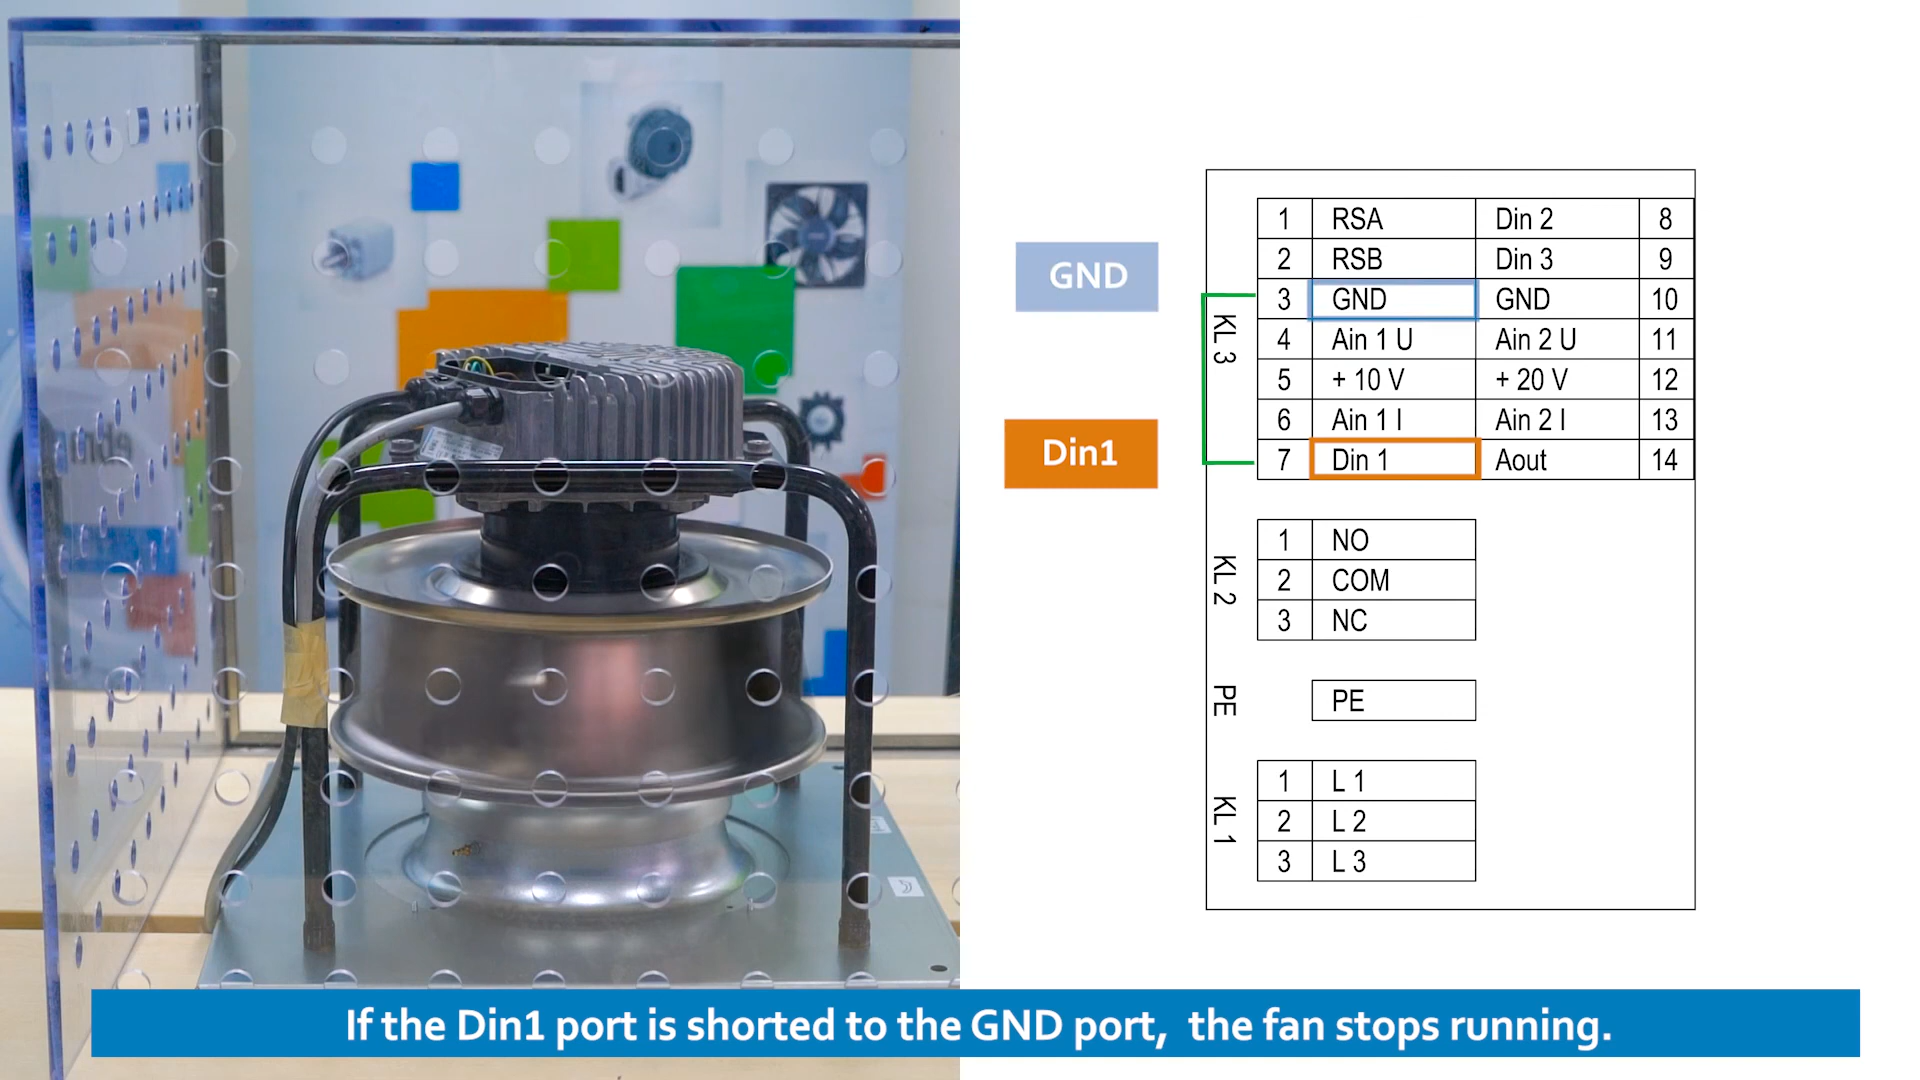 GND
Din1
KL 3
1 RSA Din 2 8
2 RSB Din 3 9
3 GND GND 10
4 Ain 1 U Ain 2 U 11
5 + 10 V + 20 V 12
6 Ain 1 I Ain 2 I 13
7 Din 1 Aout 14
KL 2
1 NO
2 COM
3 NC
PE
PE
KL 1
1 L 1
2 L 2
3 L 3
If the Din1 port is shorted to the GND port, the fan stops running.